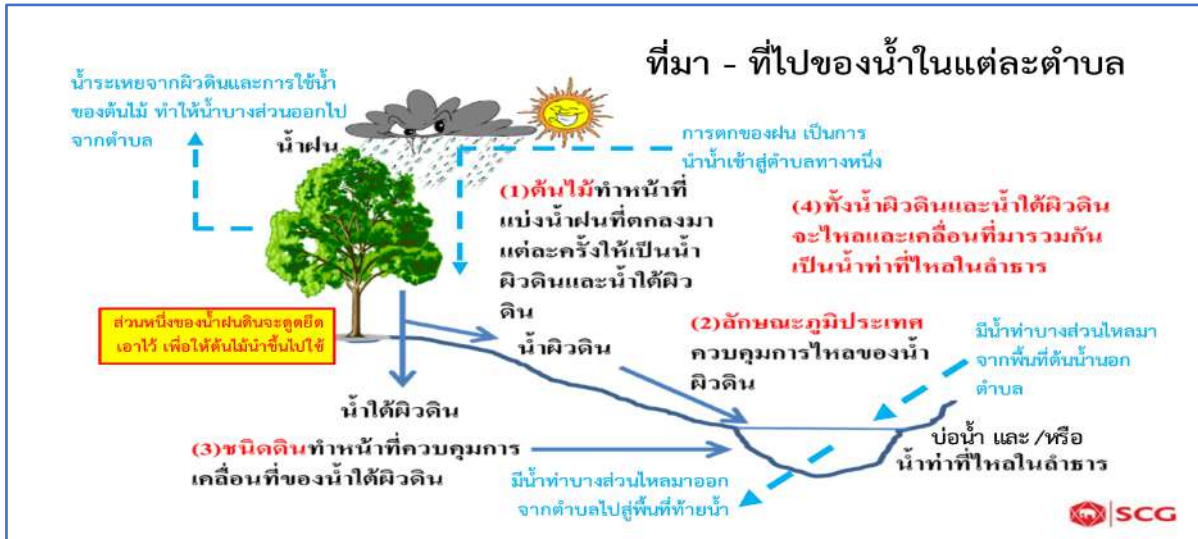 ที่มา - ที่ไปของน้ำในแต่ละตำบล
น้ำระเหยจากผิวดินและการใช้น้ำ
ของต้นไม้ ทำให้น้ำบางส่วนออกไป
จากตำบล
น้ำฝน
การตกของฝน เป็นการ
นำน้ำเข้าสู่ตำบลทางหนึ่ง
(1)ต้นไม้ทำหน้าที่
แบ่งน้ำฝนที่ตกลงมา
แต่ละครั้งให้เป็นน้ำ
ผิวดินและน้ำใต้ผิว
ดิน
(4)ทั้งน้ำผิวดินและน้ำใต้ผิวดิน
จะไหลและเคลื่อนที่มารวมกัน
เป็นน้ำท่าที่ไหลในลำธาร
ส่วนหนึ่งของน้ำฝนดินจะดูดยึด
เอาไว้ เพื่อให้ต้นไม้นำขึ้นไปใช้
น้ำผิวดิน
(2)ลักษณะภูมิประเทศ
ควบคุมการไหลของน้ำ
ผิวดิน
มีน้ำท่าบางส่วนไหลมา
จากพื้นที่ต้นน้ำนอก
ตำบล
น้ำใต้ผิวดิน
(3)ชนิดดินทำหน้าที่ควบคุมการ
เคลื่อนที่ของน้ำใต้ผิวดิน
บ่อน้ำ และ /หรือ
น้ำท่าที่ไหลในลำธาร
มีน้ำท่าบางส่วนไหลมาออก
จากตำบลไปสู่พื้นที่ท้ายน้ำ
SCG